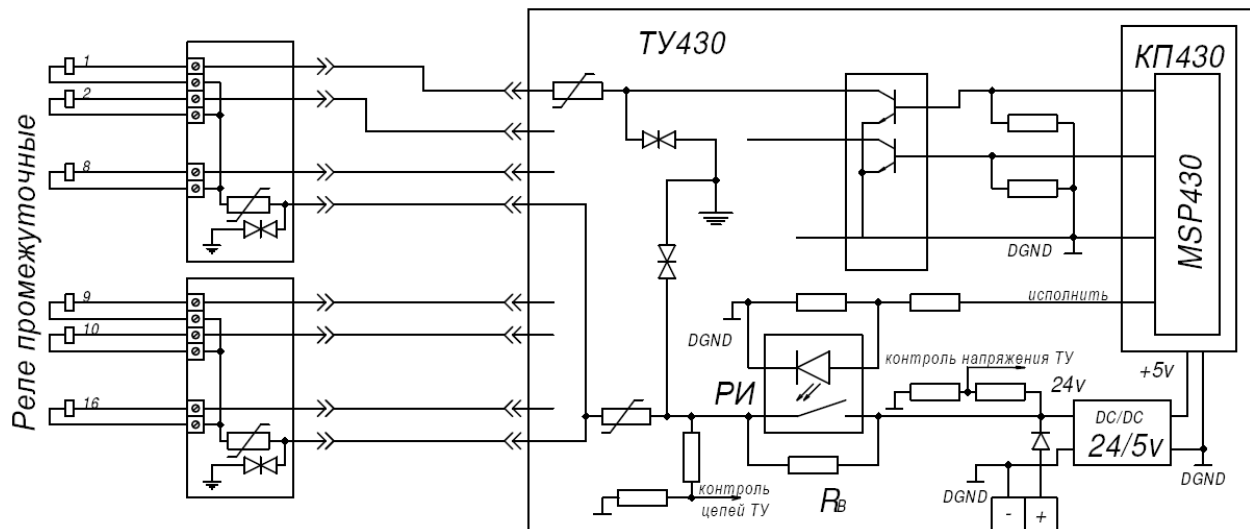 ТУ430
КП430
MSP430
Реле промежуточные
1
2
8
9
10
16
DGND
исполнить
DGND
контроль напряжения ТУ
+5v
РИ
24v
DC/DC
24/5v
RВ
контроль
цепей ТУ
DGND
DGND
- +